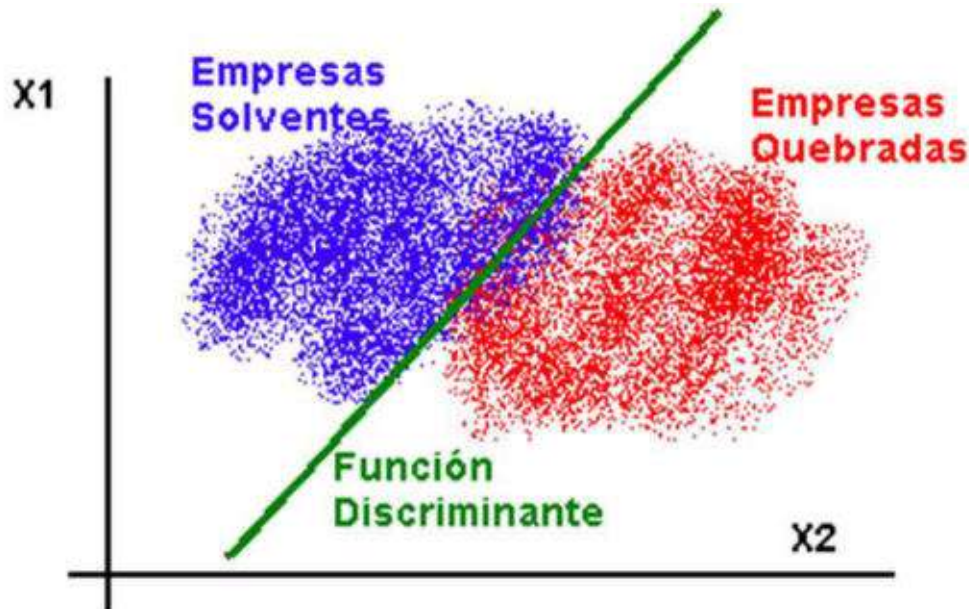 X1
Empresas
Solventes
Empresas
Quebradas
Función
Discriminante
X2